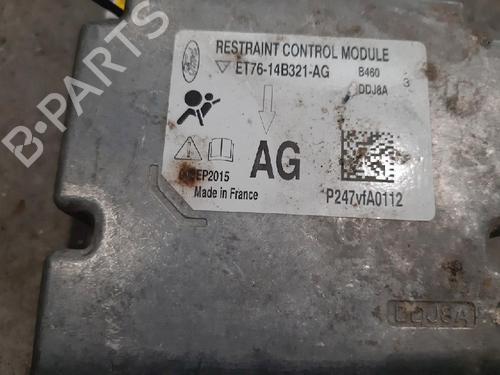 RESTRAINT CONTROL MODULE
ET76-14B321-AG B460 3
DDJ8A
AG
SEP2015
Made in France
P247vfA0112
DDJ8A
B-PARTS